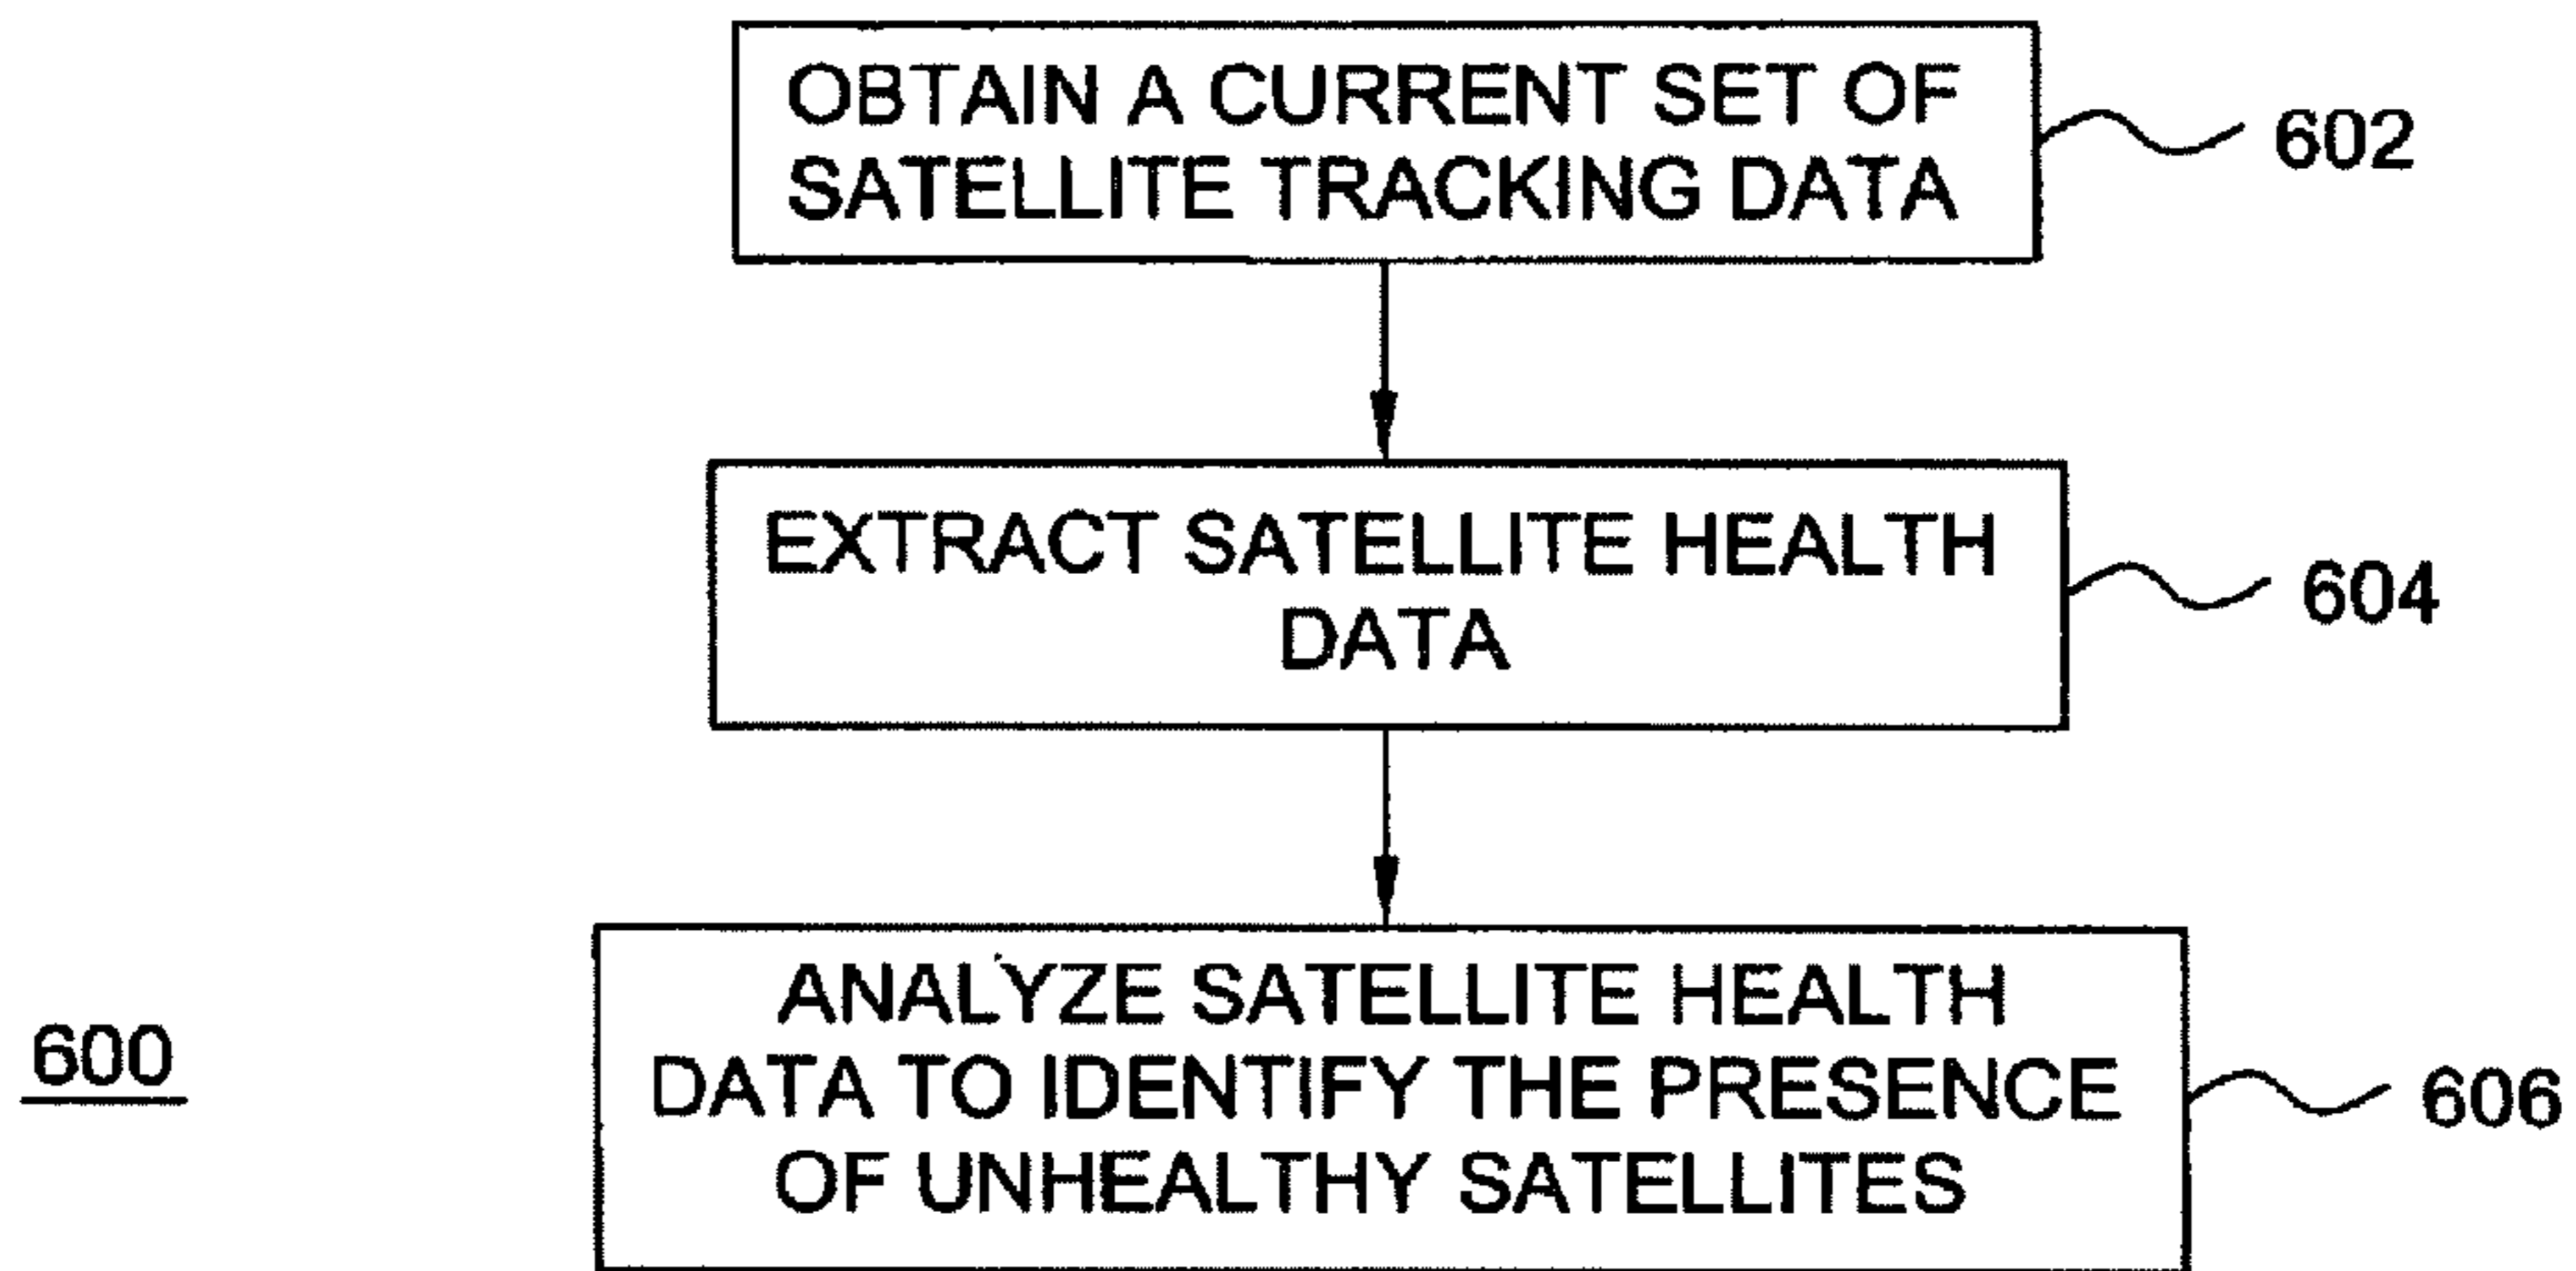 OBTAIN A CURRENT SET OF
SATELLITE TRACKING DATA
602
EXTRACT SATELLITE HEALTH
DATA
604
ANALYZE SATELLITE HEALTH
DATA TO IDENTIFY THE PRESENCE
OF UNHEALTHY SATELLITES
606
600